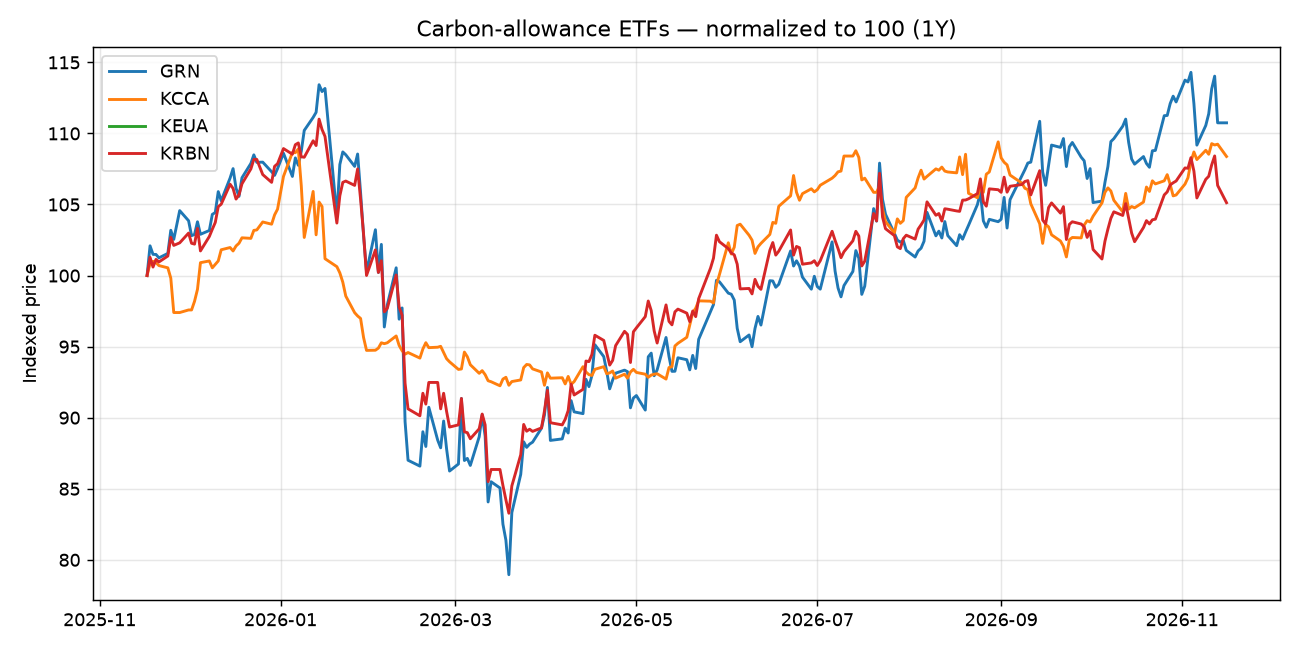 Carbon-allowance ETFs — normalized to 100 (1Y)
GRN
KCCA
KEUA
KRBN
Indexed price
115
110
105
100
95
90
85
80
2025-11
2026-01
2026-03
2026-05
2026-07
2026-09
2026-11